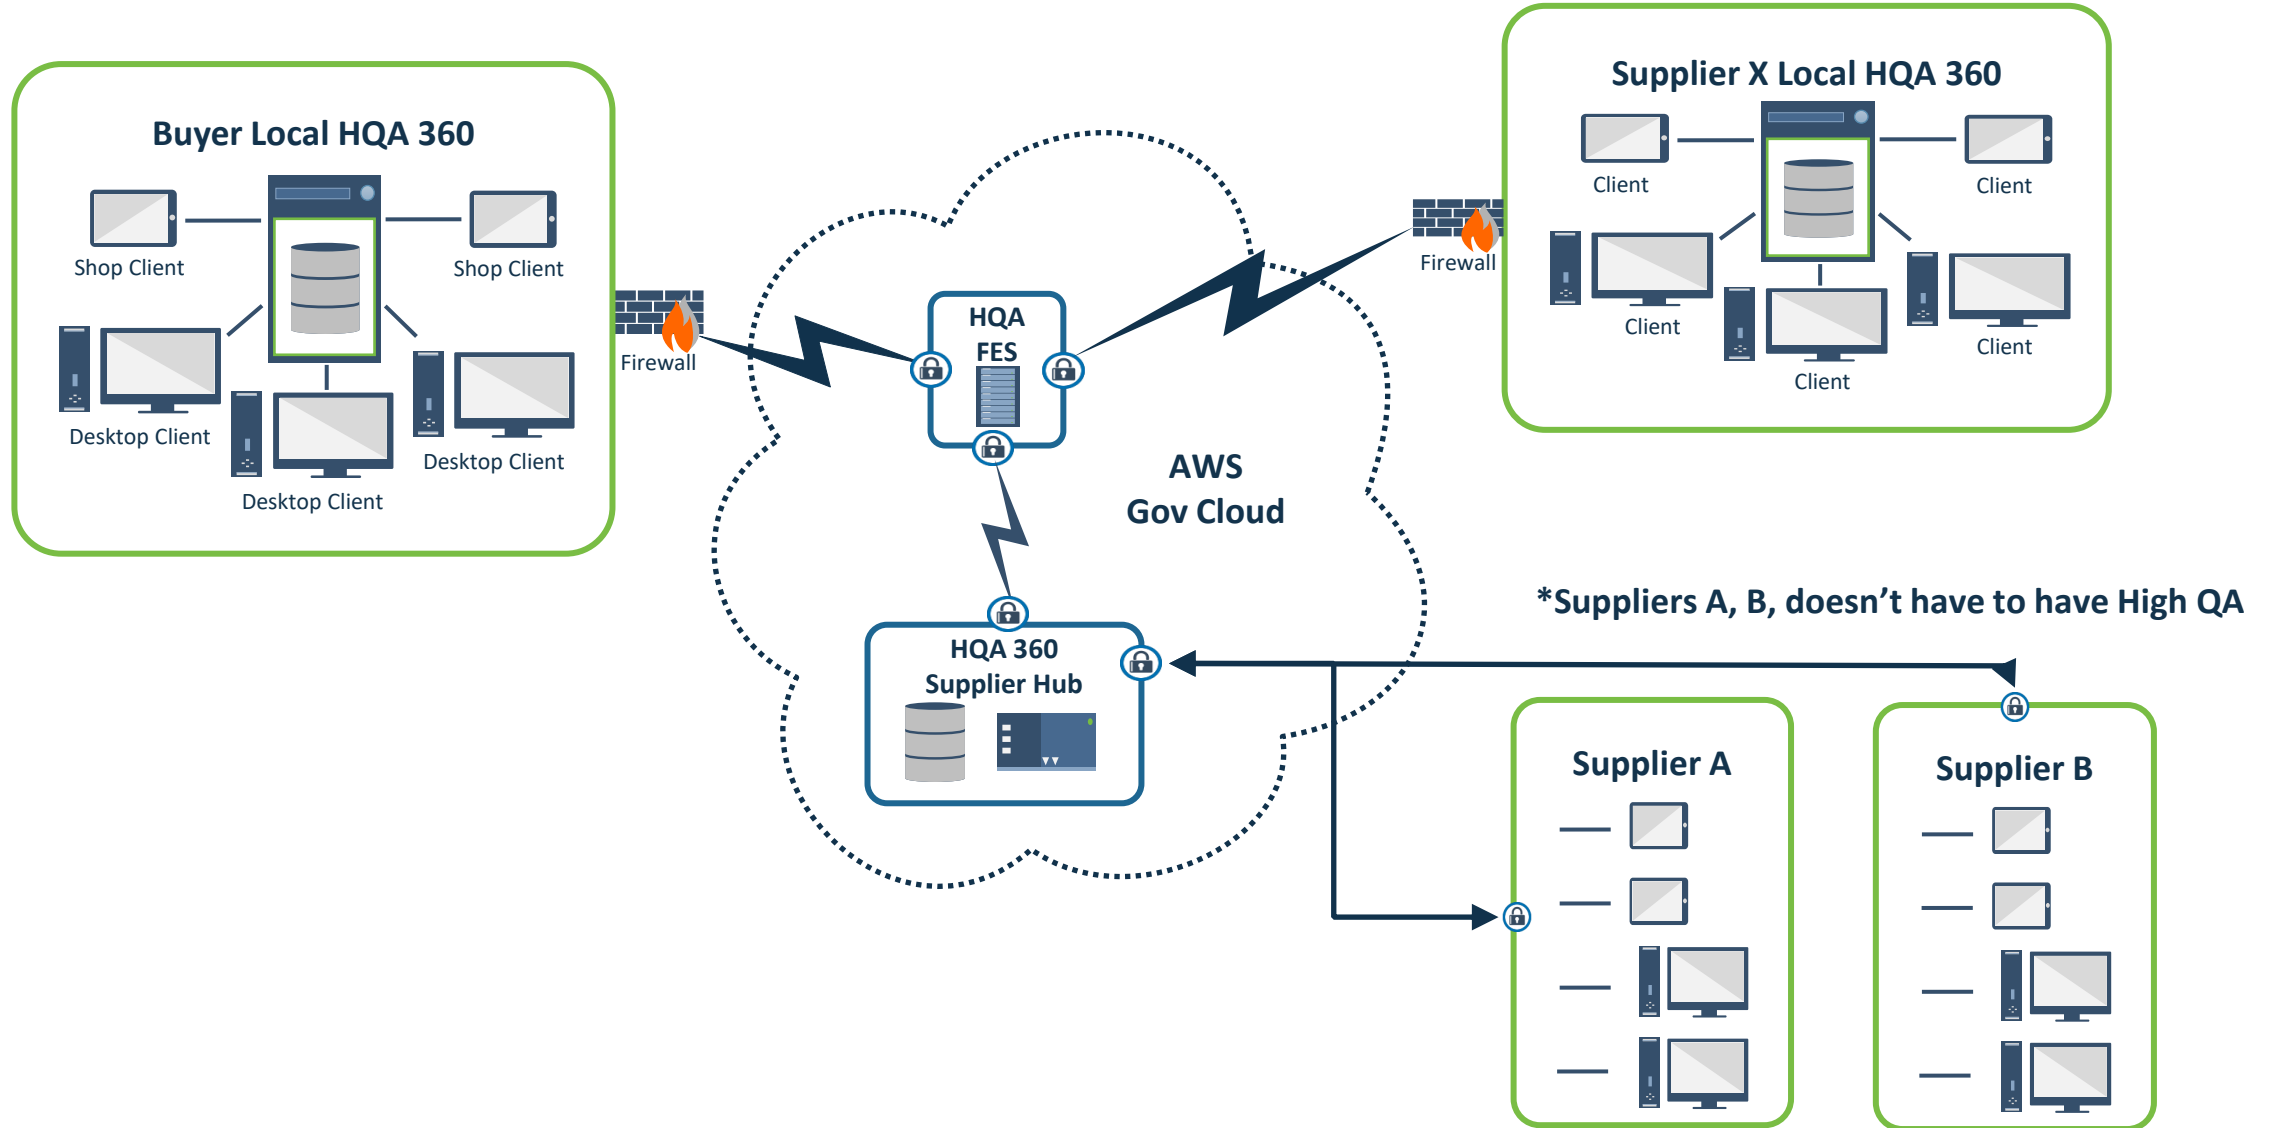 Buyer Local HQA 360
Shop Client
Shop Client
Desktop Client
Desktop Client
Desktop Client
Firewall
HQA
FES
AWS
Gov Cloud
HQA 360
Supplier Hub
Supplier X Local HQA 360
Client
Client
Client
Client
Client
Firewall
*Suppliers A, B, doesn't have to have High QA
Supplier A
Supplier B